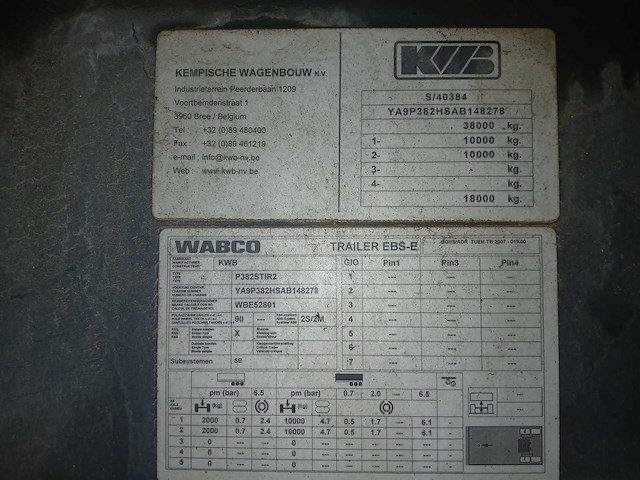 KEMPISCHE WAGENBOUW N.V.
Industrieterrein Peerderbaan 1209
Voortbemdenstraat 1
3960 Bree / Belgium
Tel : +32 (0)89 480400
Fax : +32 (0)89 461219
e-mail : info@kwb-nv.be
Web : www.kwb-nv.be
KWB
S/40384
YA9P382HSAB148278
38000 kg.
1- 10000 kg.
2- 10000 kg.
3- kg.
4-
18000 kg.
WABCO TRAILER EBS-E
KWB GIO Pin1 Pin3 Pin4
P382STIR2 1 --- --- ---
YA9P382HSAB148278 2 --- --- ---
WBE52801 3 --- --- ---
90 --- 2S/2M 4 --- --- ---
X 5 --- --- ---
6 --- --- ---
Subsystemen SB 7 --- --- ---
pm (bar) 6.5 pm (bar) 0.7 2.0 --- 6.5
(kg) (kg)
1 2000 0.7 2.4 10000 4.7 0.5 1.7 --- 6.1 -
2 2000 0.7 2.4 10000 4.7 0.5 1.7 --- 6.1 -
3 0 --- --- 0 --- --- --- --- --- -
4 0 --- --- 0 --- --- --- --- --- -
5 0 --- --- 0 --- --- --- --- --- -